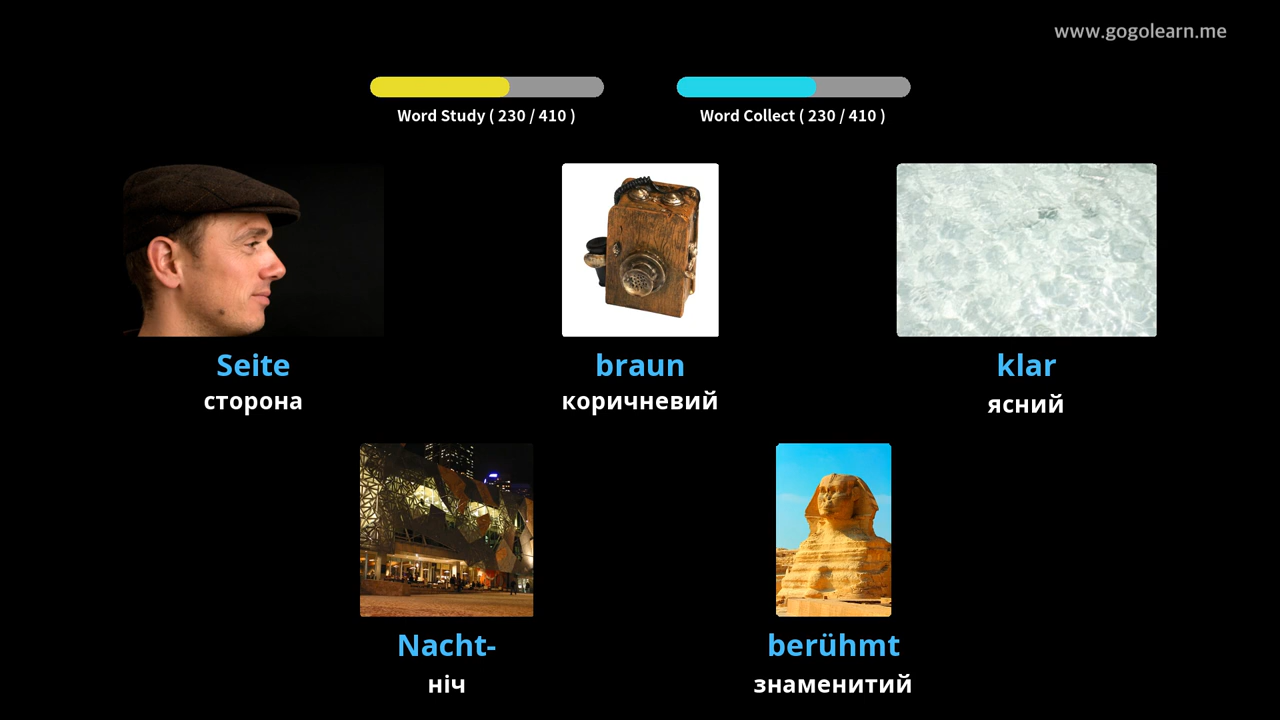 www.gogolearn.me
Word Study ( 230 / 410 )
Word Collect ( 230 / 410 )
Seite
сторона
braun
коричневий
klar
ясний
Nacht-
ніч
berühmt
знаменитий